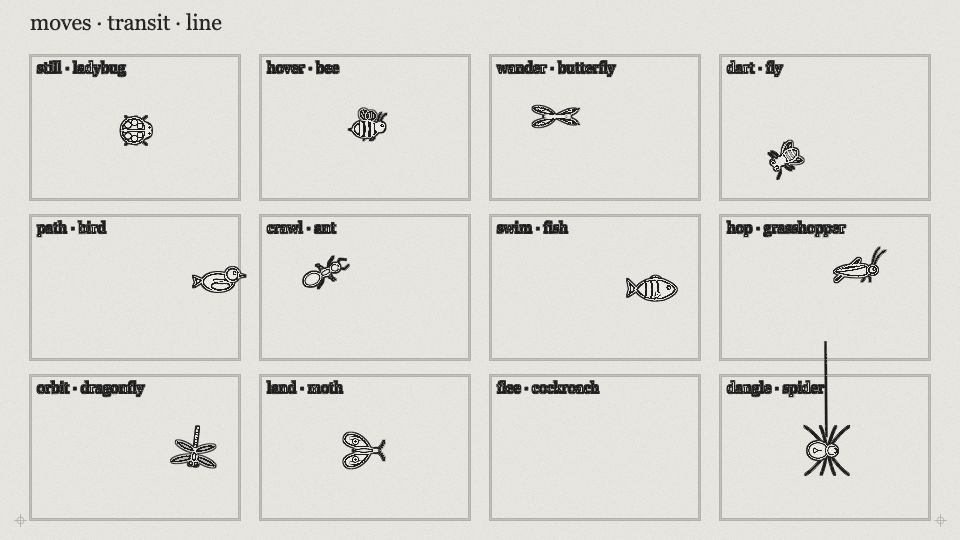 moves · transit · line
still · ladybug
hover · bee
wander · butterfly
dart · fly
path · bird
crawl · ant
swim · fish
hop · grasshopper
orbit · dragonfly
land · moth
flee · cockroach
dangle · spider